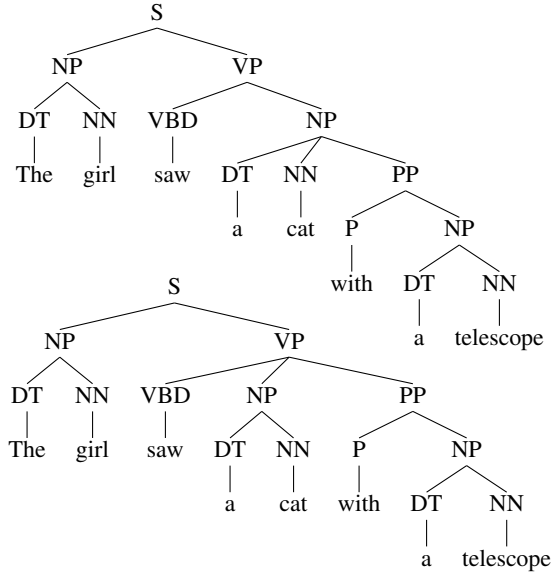 S
NP VP
DT NN VBD NP
The girl saw DT NN PP
a cat P NP
with DT NN
a telescope
S
NP VP
DT NN VBD NP PP
The girl saw DT NN P NP
a cat with DT NN
a telescope